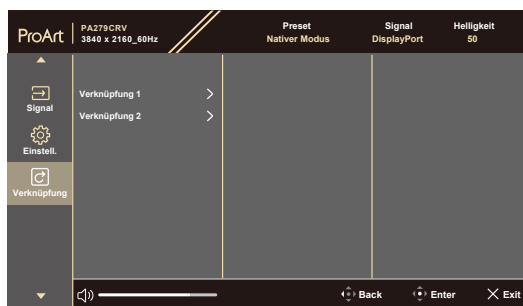 ProArt
PA279CRV
3840 x 2160_60Hz
Preset
Nativer Modus
Signal
DisplayPort
Helligkeit
50
Signal
Einstell.
Verknüpfung
Verknüpfung 1
Verknüpfung 2
Back
Enter
Exit